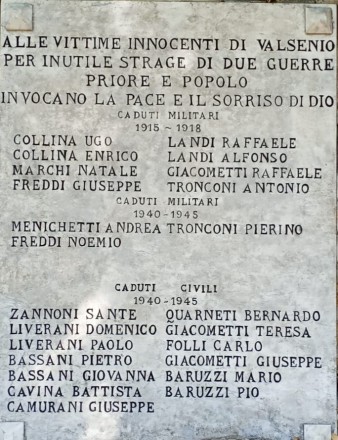 ALLE VITTIME INNOCENTI DI VALSENIO
PER INUTILE STRAGE DI DUE GUERRE
PRIORE E POPOLO
INVOCANO LA PACE E IL SORRISO DI DIO
CADUTI MILITARI
1915 ~ 1918
COLLINA UGO LANDI RAFFAELE
COLLINA ENRICO LANDI ALFONSO
MARCHI NATALE GIACOMETTI RAFFAELE
FREDDI GIUSEPPE TRONCONI ANTONIO
CADUTI MILITARI
1940-1945
MENICHETTI ANDREA TRONCONI PIERINO
FREDDI NOEMIO
CADUTI CIVILI
1940-1945
ZANNONI SANTE QUARNETI BERNARDO
LIVERANI DOMENICO GIACOMETTI TERESA
LIVERANI PAOLO FOLLI CARLO
BASSANI PIETRO GIACOMETTI GIUSEPPE
BASSANI GIOVANNA BARUZZI MARIO
CAVINA BATTISTA BARUZZI PIO
CAMURANI GIUSEPPE